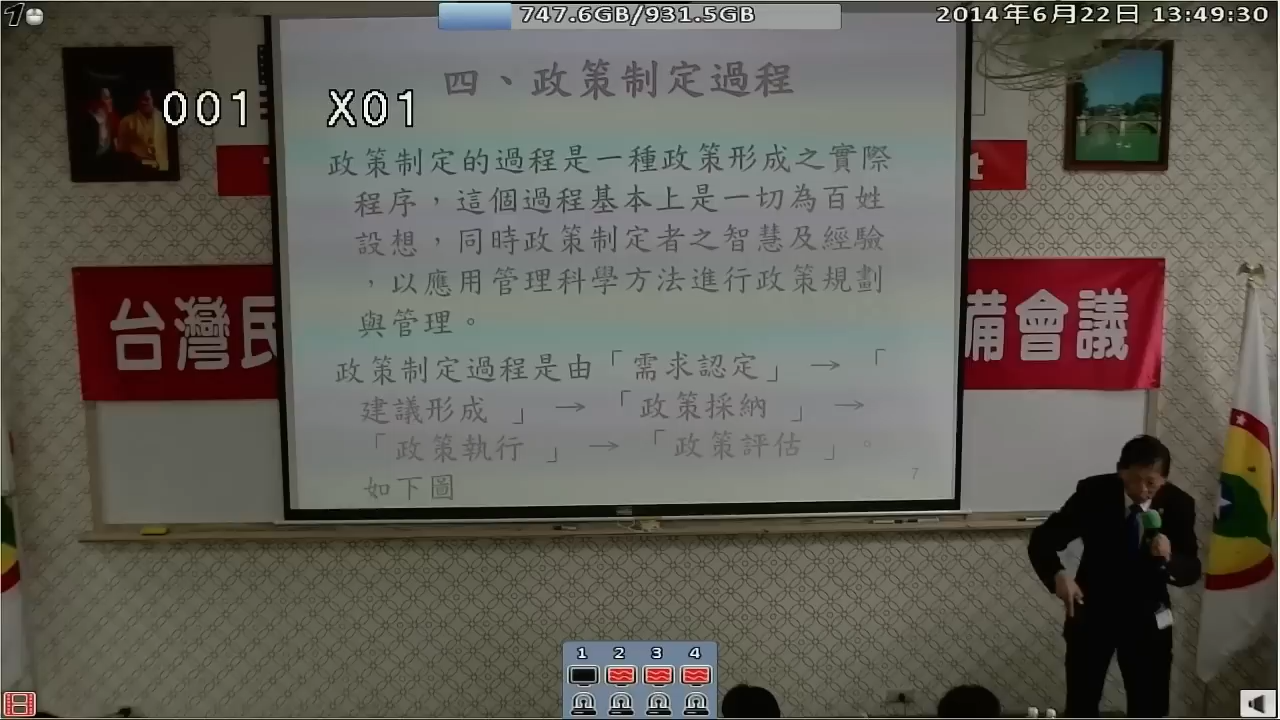 747.6GB/931.5GB
2014年6月22日 13:49:30
001 X01
四、政策制定過程
政策制定的過程是一種政策形成之實際
程序，這個過程基本上是一切為百姓
設想，同時政策制定者之智慧及經驗
，以應用管理科學方法進行政策規劃
與管理。
政策制定過程是由「需求認定」→「
建議形成 」→「政策採納 」→
「政策執行 」→「政策評估 」。
如下圖
7
t
台灣民
備會議
1 2 3 4